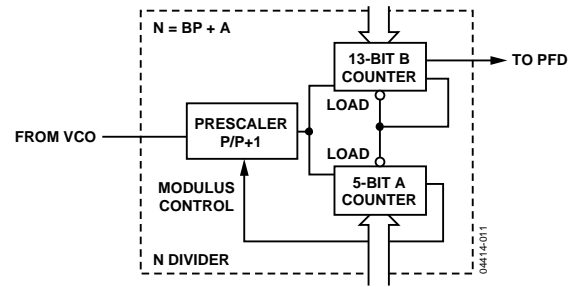 N = BP + A
13-BIT B
COUNTER
TO PFD
LOAD
PRESCALER
P/P+1
FROM VCO
LOAD
MODULUS
CONTROL
5-BIT A
COUNTER
N DIVIDER
04414-011